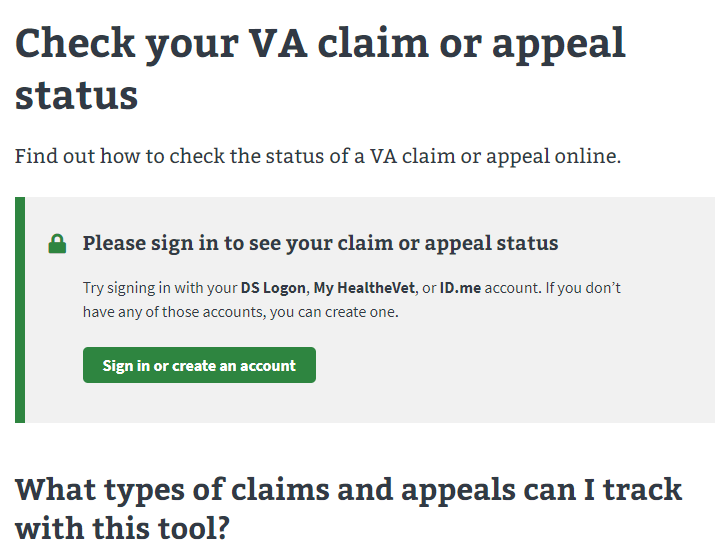 Check your VA claim or appeal
status
Find out how to check the status of a VA claim or appeal online.
Please sign in to see your claim or appeal status
Try signing in with your DS Logon, My HealtheVet, or ID.me account. If you don’t
have any of those accounts, you can create one.
Sign in or create an account
What types of claims and appeals can I track
with this tool?